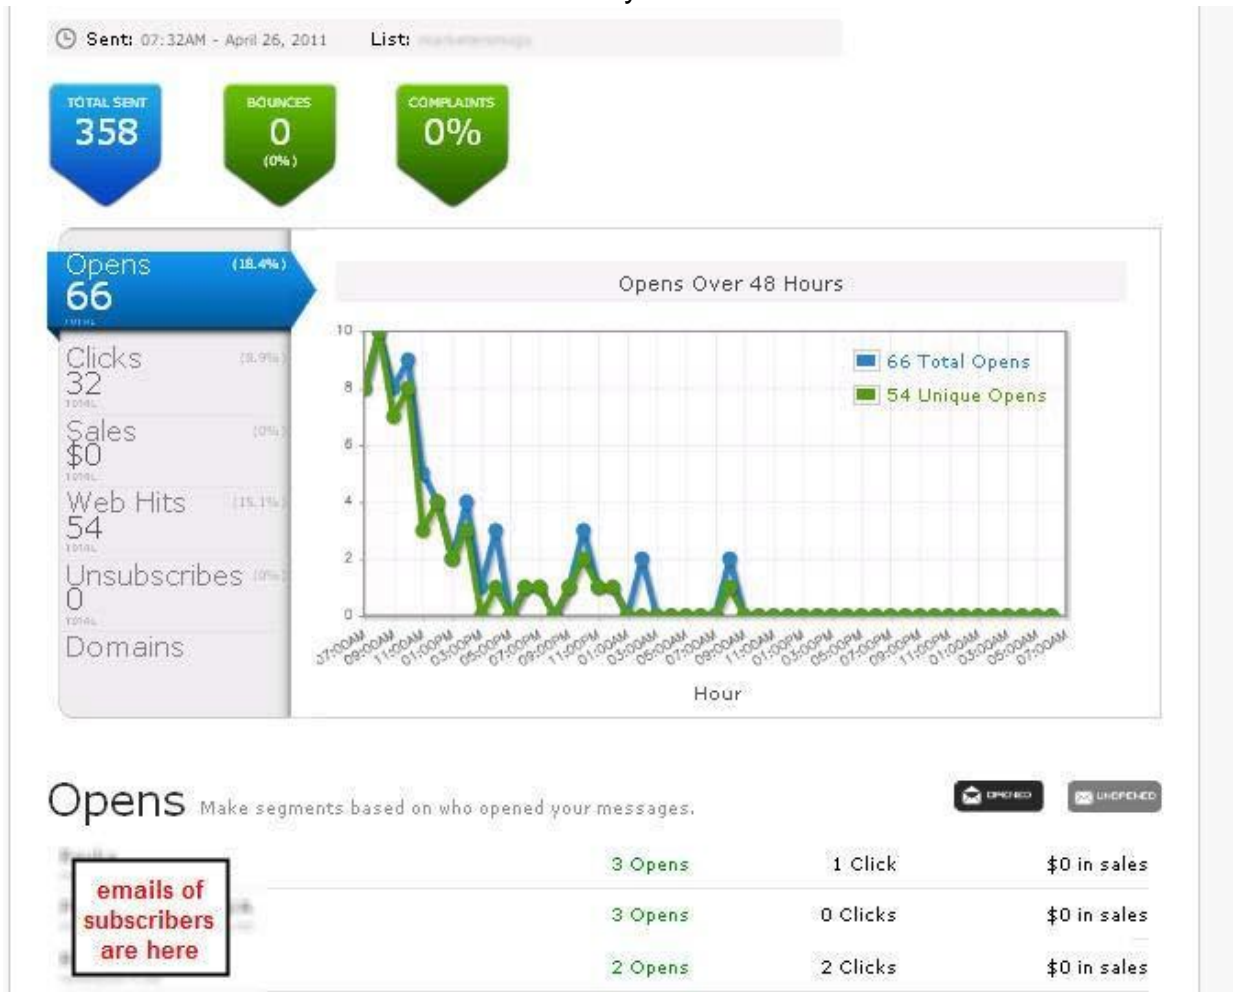 Sent: 07:32AM - April 26, 2011 List:
TOTAL SENT
358
BOUNCES
0
(0%)
COMPLAINTS
0%
Opens (18.4%)
66
TOTAL
Clicks (8.9%)
32
TOTAL
Sales (0%)
$0
TOTAL
Web Hits (15.1%)
54
TOTAL
Unsubscribes (0%)
0
TOTAL
Domains
Opens Over 48 Hours
66 Total Opens
54 Unique Opens
10
8
6
4
2
0
07:00AM 09:00AM 11:00AM 01:00PM 03:00PM 05:00PM 07:00PM 09:00PM 11:00PM 01:00AM 03:00AM 05:00AM 07:00AM 09:00AM 11:00AM 01:00PM 03:00PM 05:00PM 07:00PM 09:00PM 11:00PM 01:00AM 03:00AM 05:00AM 07:00AM
Hour
Opens Make segments based on who opened your messages.
OPENED UNOPENED
emails of
subscribers
are here
3 Opens 1 Click $0 in sales
3 Opens 0 Clicks $0 in sales
2 Opens 2 Clicks $0 in sales